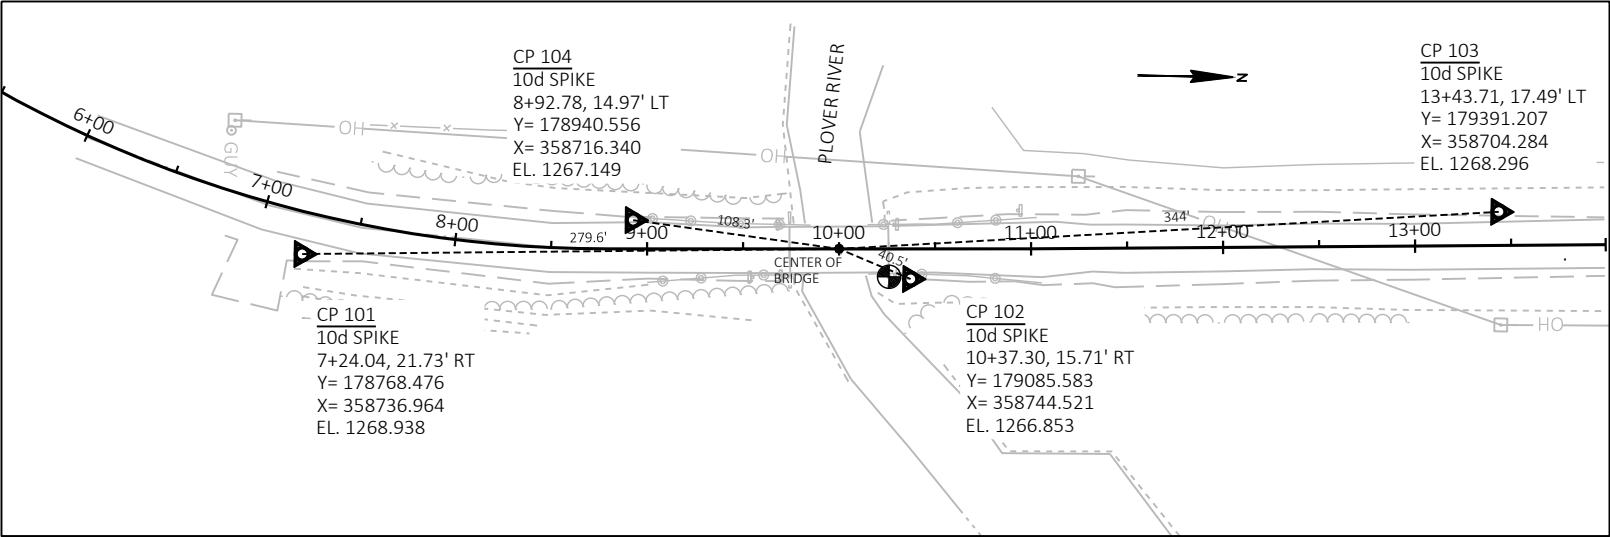 CP 104
10d SPIKE
8+92.78, 14.97' LT
Y= 178940.556
X= 358716.340
EL. 1267.149
PLOVER RIVER
N
CP 103
10d SPIKE
13+43.71, 17.49' LT
Y= 179391.207
X= 358704.284
EL. 1268.296
6+00
GUY
OH
OH
7+00
8+00
279.6'
9+00
108.3'
10+00
CENTER OF
BRIDGE
40.5'
11+00
344'
OH
12+00
13+00
OH
CP 101
10d SPIKE
7+24.04, 21.73' RT
Y= 178768.476
X= 358736.964
EL. 1268.938
CP 102
10d SPIKE
10+37.30, 15.71' RT
Y= 179085.583
X= 358744.521
EL. 1266.853